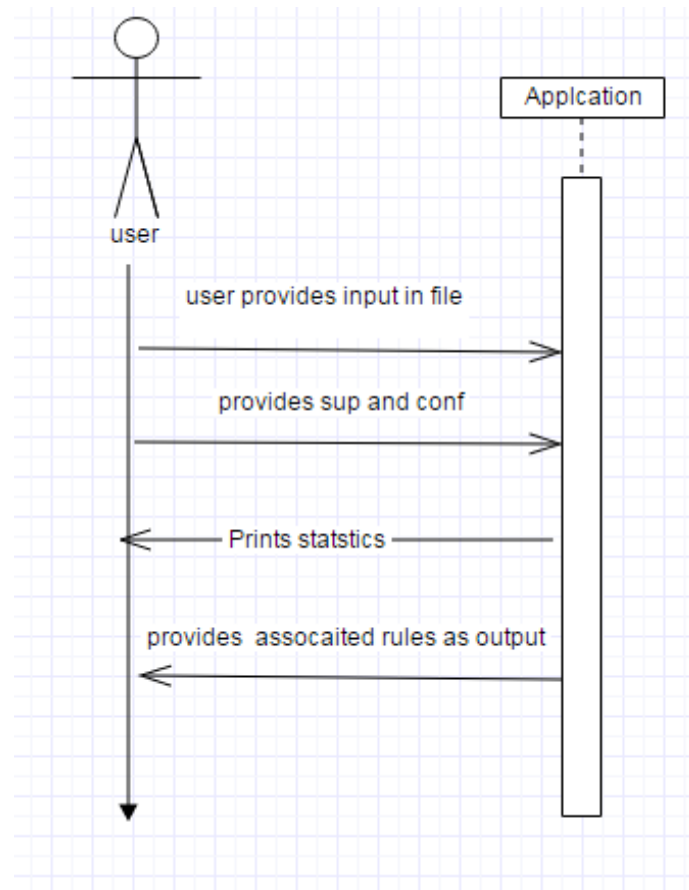 Applcation
user
user provides input in file
provides sup and conf
Prints statstics
provides assocaited rules as output